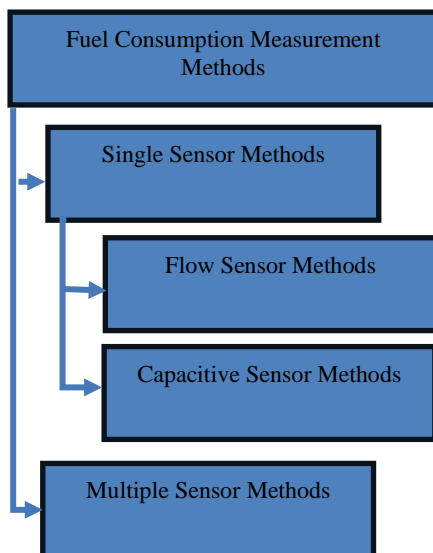 Fuel Consumption Measurement
Methods
Single Sensor Methods
Flow Sensor Methods
Capacitive Sensor Methods
Multiple Sensor Methods